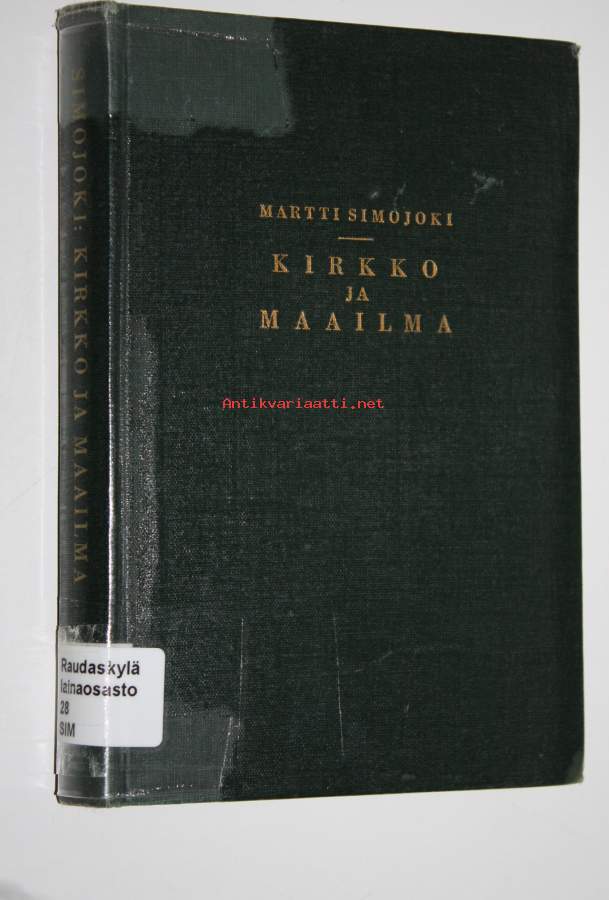 MARTTI SIMOJOKI
KIRKKO
JA
MAAILMA
Antikvariaatti.net
SIMOJOKI: KIRKKO JA MAAILMA
Raudaskylä
lainaosasto
28
SIM